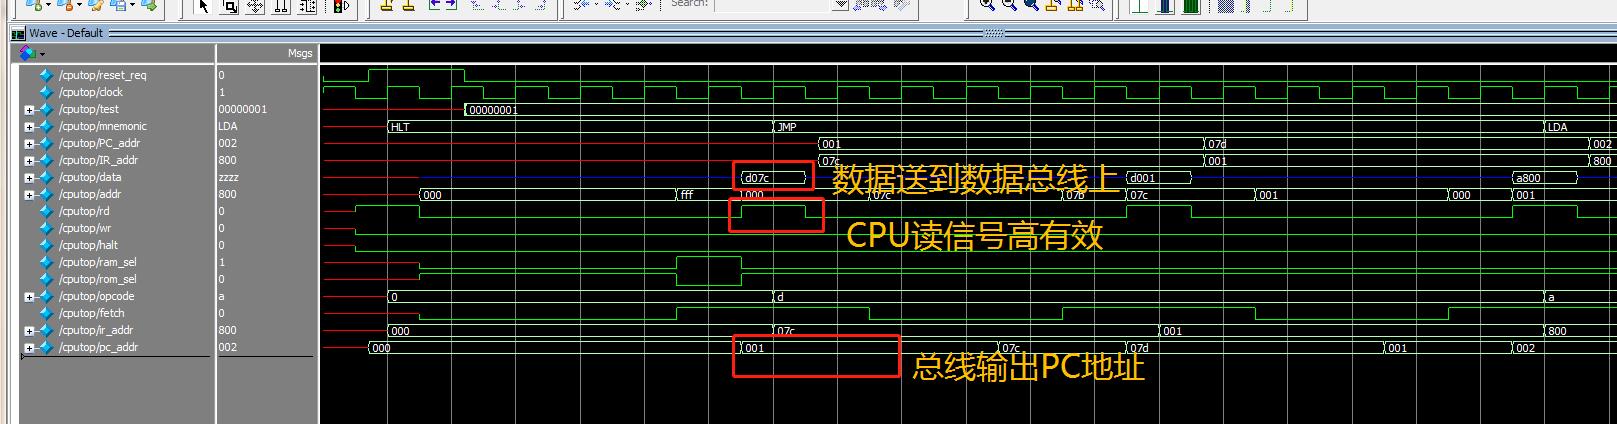 Search:
Wave - Default
Msgs
/cputop/reset_req 0
/cputop/clock 1
/cputop/test 00000001 00000001
/cputop/mnemonic LDA HLT JMP LDA
/cputop/PC_addr 002 001 07d 002
/cputop/IR_addr 800 07c 001 800
/cputop/data zzzz d07c 数据送到数据总线上 d001 a800
/cputop/addr 800 000 fff 000 07c 07b 07c 001 000 001
/cputop/rd 0
/cputop/wr 0
CPU读信号高有效
/cputop/halt 0
/cputop/ram_sel 1
/cputop/rom_sel 0
/cputop/opcode a 0 d a
/cputop/fetch 0
/cputop/ir_addr 800 000 07c 001 800
/cputop/pc_addr 002 000 001 07c 07d 001 002
总线输出PC地址